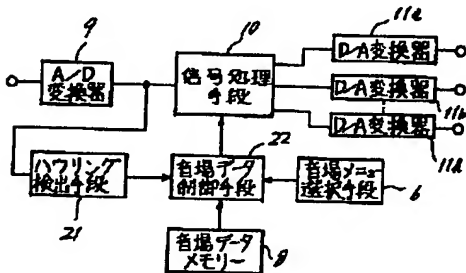 9
A/D
変換器
10
信号処理
手段
11a
D/A変換器
D/A変換器
11b
D/A変換器
11n
ハウリング
検出手段
21
22
音場データ
制御手段
音場メニュー
選択手段
6
音場データ
メモリー
8